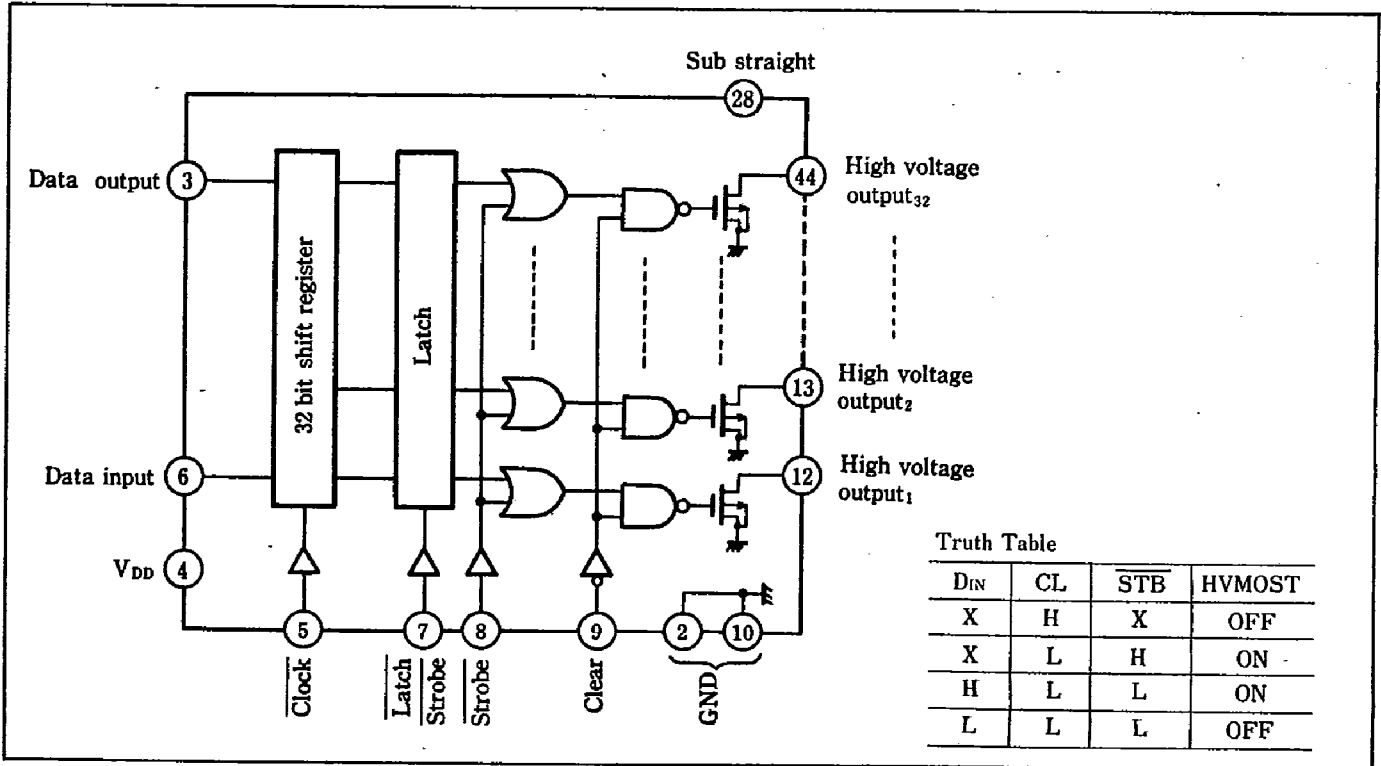 Sub straight
28
Data output
3
44
High voltage
output₃₂
32 bit shift register
Latch
13
High voltage
output₂
Data input
6
12
High voltage
output₁
V_DD
4
5
7
8
9
2
10
Clock
Latch
Strobe
Strobe
Clear
GND
Truth Table
D_IN CL STB HVMOST
X H X OFF
X L H ON
H L L ON
L L L OFF